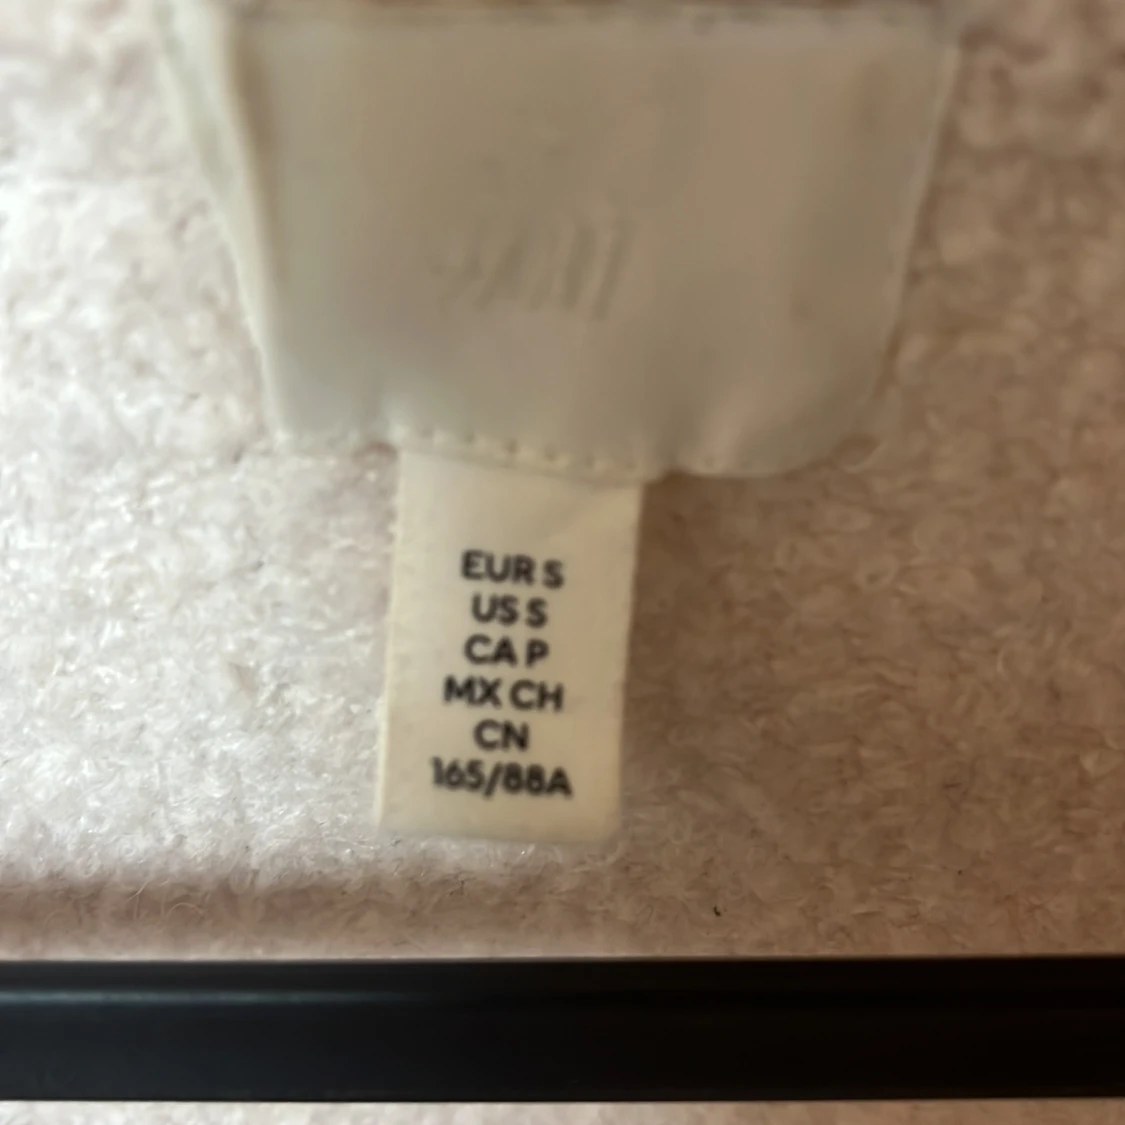 EUR S
US S
CA P
MX CH
CN
165/88A